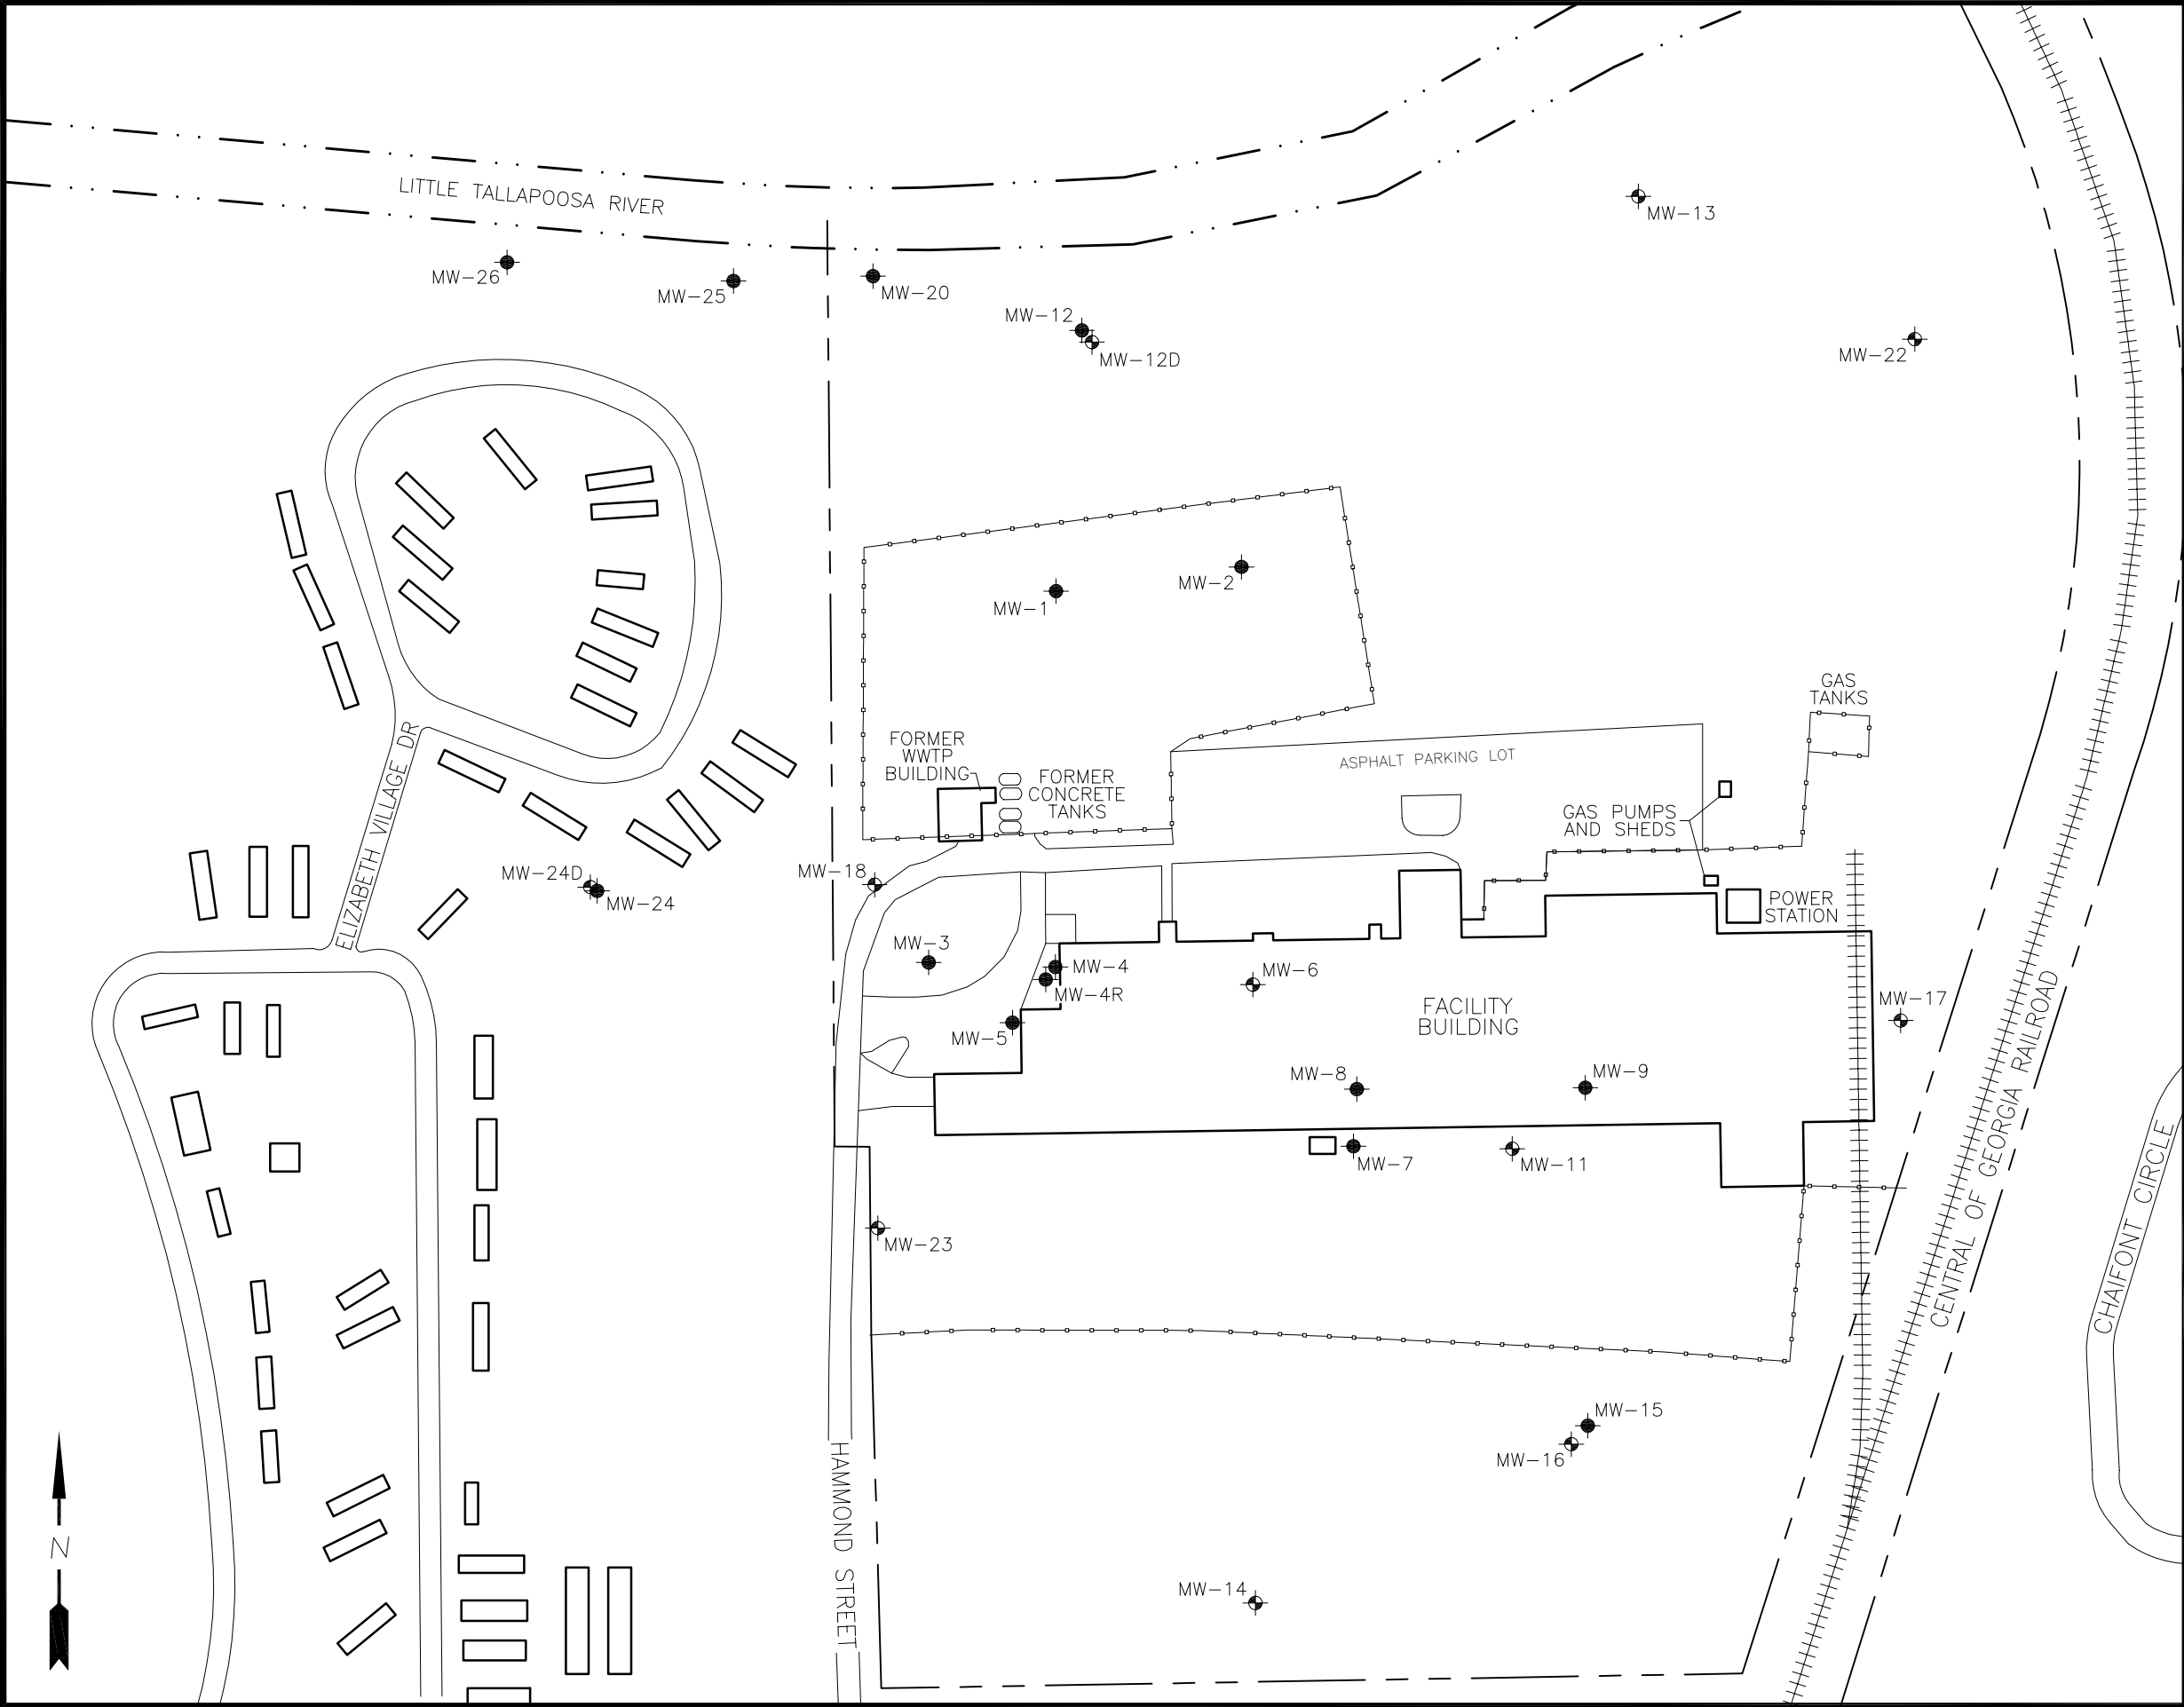 LITTLE TALLAPOOSA RIVER
MW-13
MW-26
MW-25
MW-20
MW-12
MW-12D
MW-22
MW-2
MW-1
GAS
TANKS
FORMER
WWTP
BUILDING
FORMER
CONCRETE
TANKS
ASPHALT PARKING LOT
GAS PUMPS
AND SHEDS
ELIZABETH VILLAGE DR
MW-24D
MW-24
MW-18
POWER
STATION
MW-3
MW-4
MW-4R
MW-6
FACILITY
BUILDING
MW-17
MW-5
MW-8
MW-9
CENTRAL OF GEORGIA RAILROAD
MW-7
MW-11
CHAIFONT CIRCLE
MW-23
MW-15
MW-16
HAMMOND STREET
N
MW-14